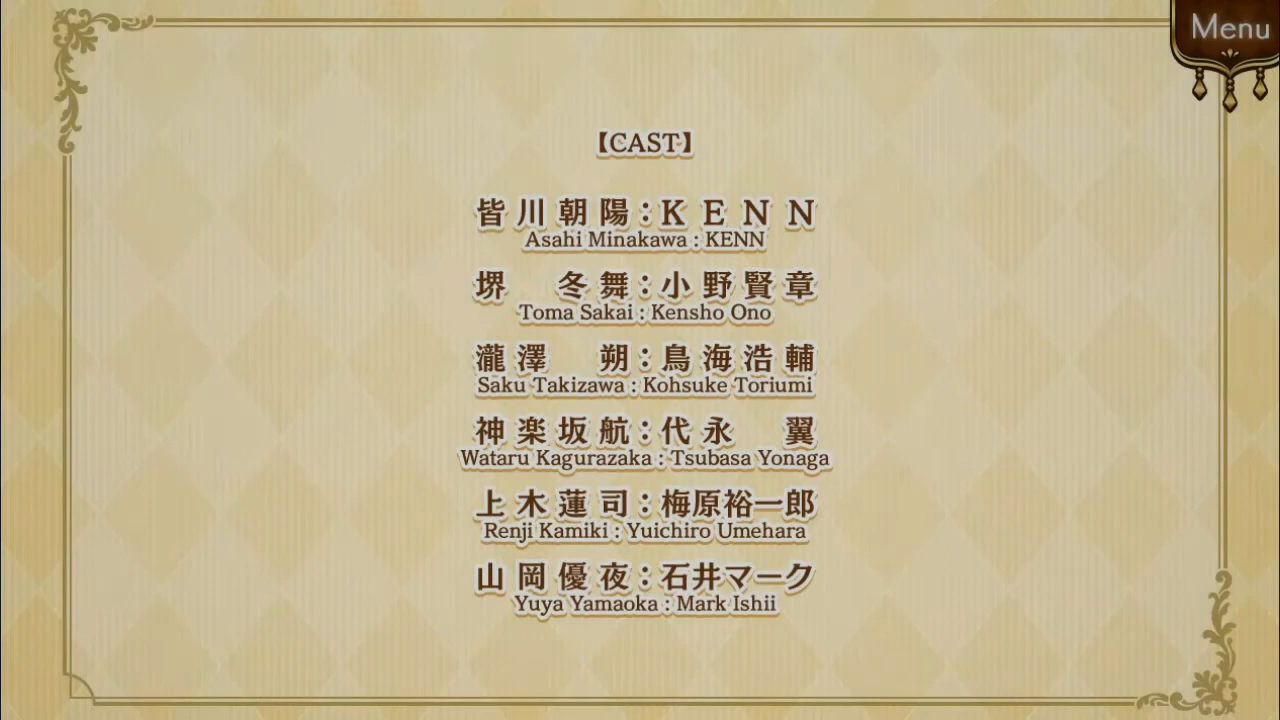 Menu
【CAST】
皆川朝陽：KENN
Asahi Minakawa : KENN
堺 冬舞：小野賢章
Toma Sakai : Kensho Ono
瀧澤 朔：鳥海浩輔
Saku Takizawa : Kohsuke Toriumi
神楽坂航：代永 翼
Wataru Kagurazaka : Tsubasa Yonaga
上木蓮司：梅原裕一郎
Renji Kamiki : Yuichiro Umehara
山岡優夜：石井マーク
Yuya Yamaoka : Mark Ishii